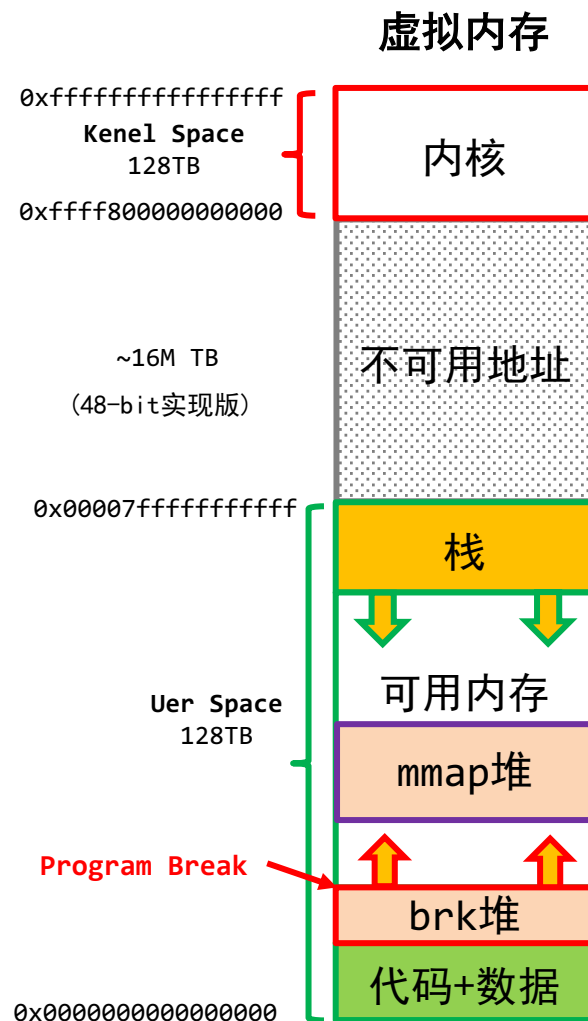 虚拟内存
0xffffffffffffffff
Kenel Space
128TB
内核
0xffff800000000000
~16M TB
(48-bit实现版)
不可用地址
0x00007fffffffffff
栈
可用内存
Uer Space
128TB
mmap堆
Program Break
brk堆
代码+数据
0x0000000000000000